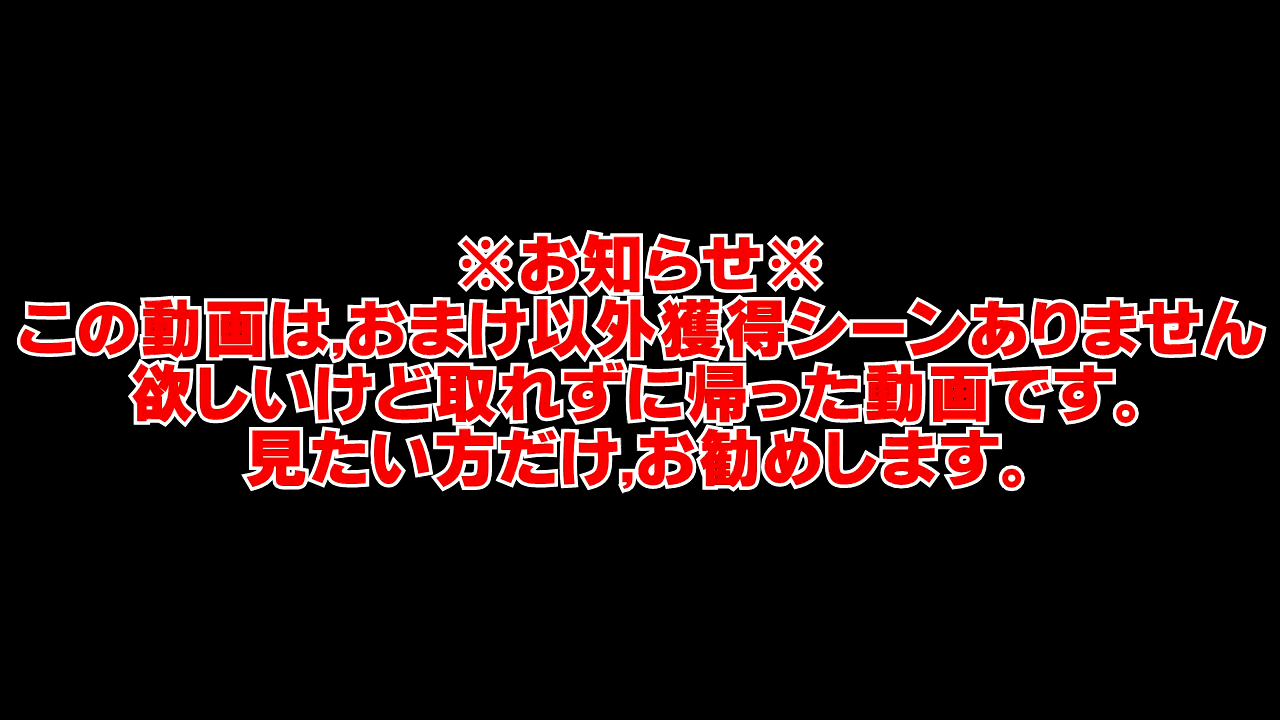 ※お知らせ※
この動画は,おまけ以外獲得シーンありません
欲しいけど取れずに帰った動画です。
見たい方だけ,お勧めします。